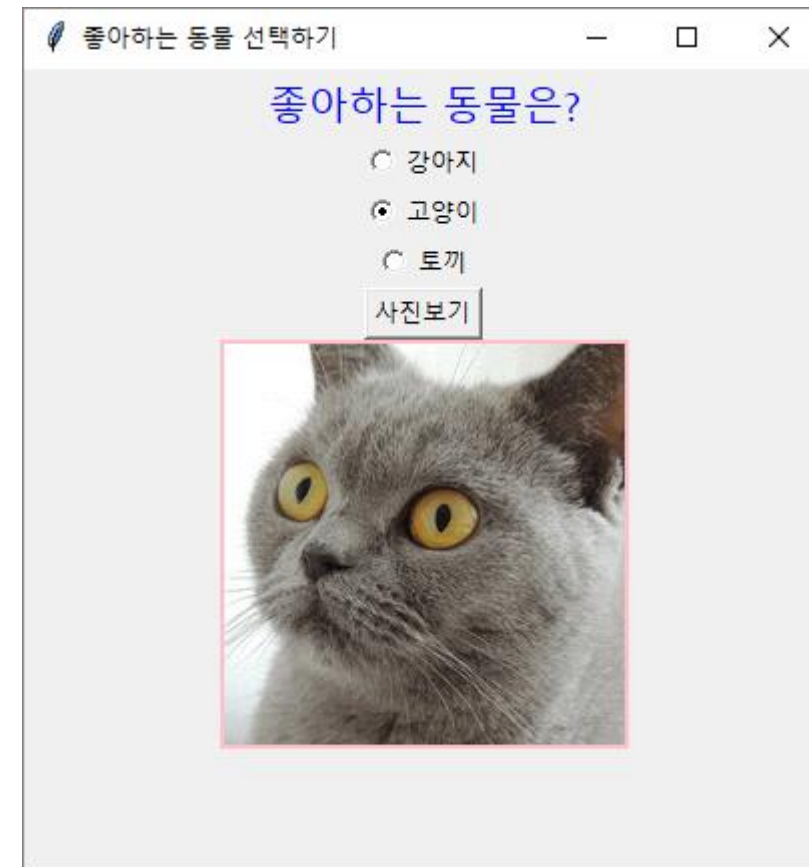 좋아하는 동물 선택하기
좋아하는 동물은?
강아지
고양이
토끼
사진보기